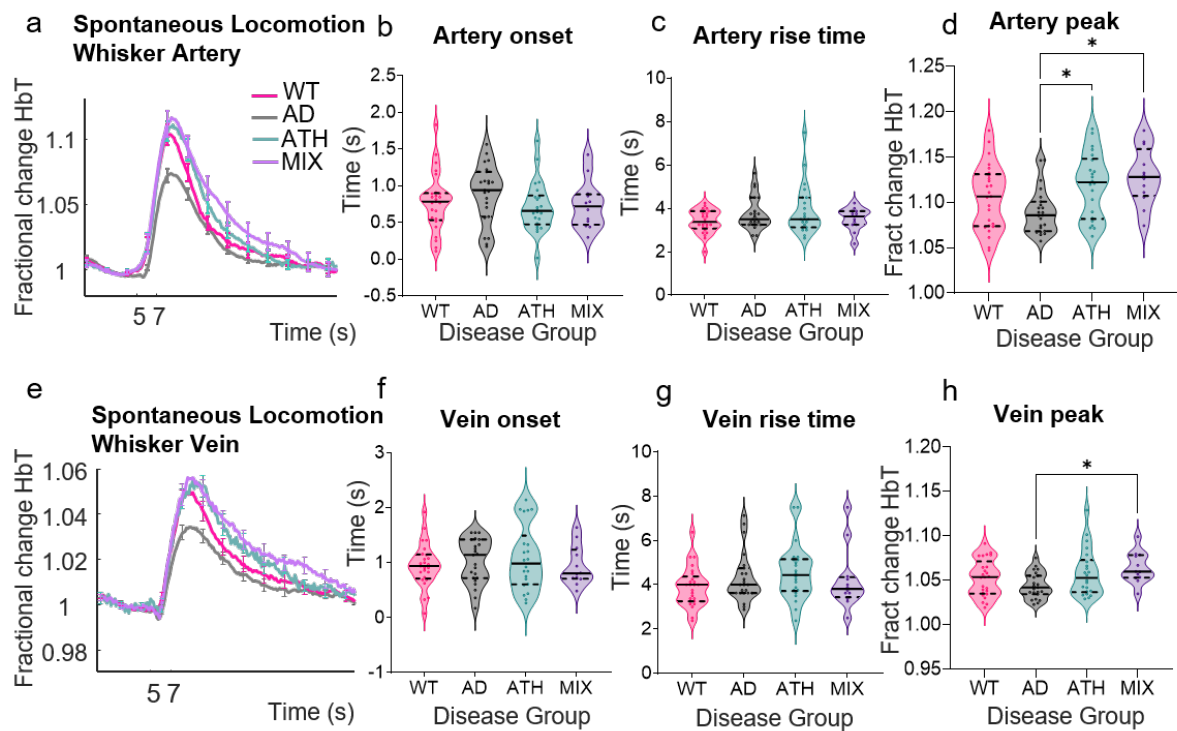 a
Spontaneous Locomotion
Whisker Artery
Fractional change HbT
1.1
1.05
1
5 7
Time (s)
WT
AD
ATH
MIX
b
Artery onset
Time (s)
2.5
2.0
1.5
1.0
0.5
0.0
-0.5
WT AD ATH MIX
Disease Group
c
Artery rise time
Time (s)
10
8
6
4
2
0
WT AD ATH MIX
Disease Group
d
Artery peak
Fract change HbT
1.20
1.15
1.10
1.05
1.00
*
*
WT AD ATH MIX
Disease Group
e
Spontaneous Locomotion
Whisker Vein
Fractional change HbT
1.06
1.04
1.02
1
0.98
5 7
Time (s)
f
Vein onset
Time (s)
3
2
1
0
-1
WT AD ATH MIX
Disease Group
g
Vein rise time
Time (s)
10
8
6
4
2
0
WT AD ATH MIX
Disease Group
h
Vein peak
Fract change HbT
1.20
1.15
1.10
1.05
1.00
0.95
*
WT AD ATH MIX
Disease Group